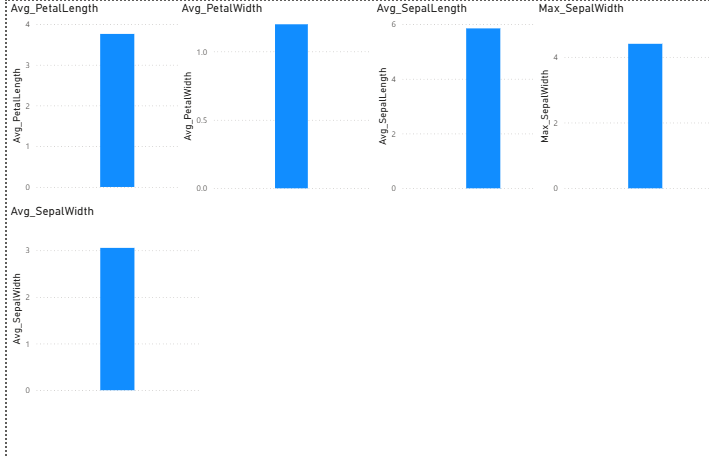 Avg_PetalLength
4
3
2
1
0
Avg_PetalLength
Avg_PetalWidth
1.0
0.5
0.0
Avg_PetalWidth
Avg_SepalLength
6
4
2
0
Avg_SepalLength
Max_SepalWidth
4
2
0
Max_SepalWidth
Avg_SepalWidth
3
2
1
0
Avg_SepalWidth